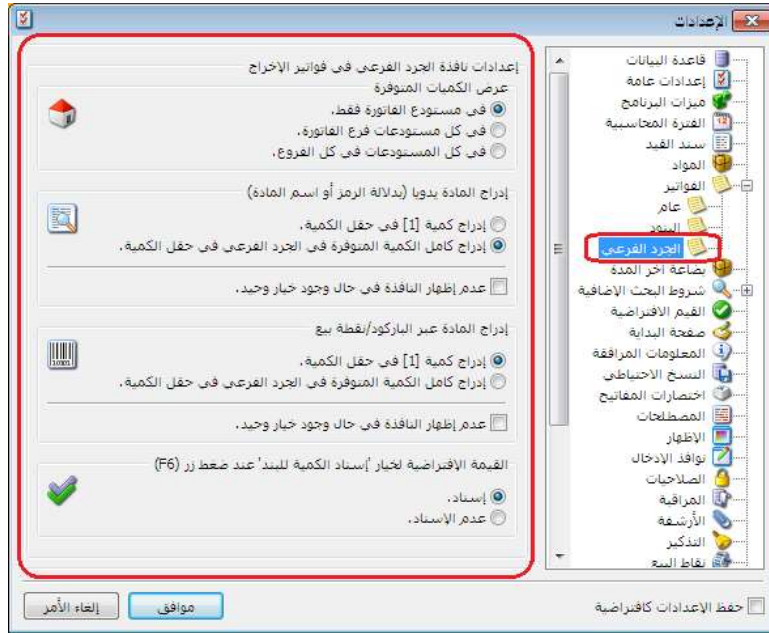 الإعدادات
قاعدة البيانات
إعدادات عامة
ميزات البرنامج
الفترة المحاسبية
سند القيد
المواد
الفواتير
عام
البنود
الجرد الفرعي
بضاعة آخر المدة
شروط البحث الإضافية
القيم الافتراضية
صفحة البداية
المعلومات المرافقة
النسخ الاحتياطي
اختصارات المفاتيح
المصطلحات
الإظهار
نوافذ الإدخال
الصلاحيات
المراقبة
الأرشفة
التذكير
نقاط البيع
إعدادات نافذة الجرد الفرعي في فواتير الإخراج
عرض الكميات المتوفرة
في مستودع الفاتورة فقط.
في كل مستودعات فرع الفاتورة.
في كل المستودعات في كل الفروع.
إدراج المادة يدويا (بدلالة الرمز أو اسم المادة)
إدراج كمية [1] في حقل الكمية.
إدراج كامل الكمية المتوفرة في الجرد الفرعي في حقل الكمية.
عدم إظهار النافذة في حال وجود خيار وحيد.
إدراج المادة عبر الباركود/نقطة بيع
إدراج كمية [1] في حقل الكمية.
إدراج كامل الكمية المتوفرة في الجرد الفرعي في حقل الكمية.
عدم إظهار النافذة في حال وجود خيار وحيد.
القيمة الافتراضية لخيار 'إسناد الكمية للبند' عند ضغط زر (F6)
إسناد.
عدم الإسناد.
حفظ الإعدادات كافتراضية
موافق
إلغاء الأمر